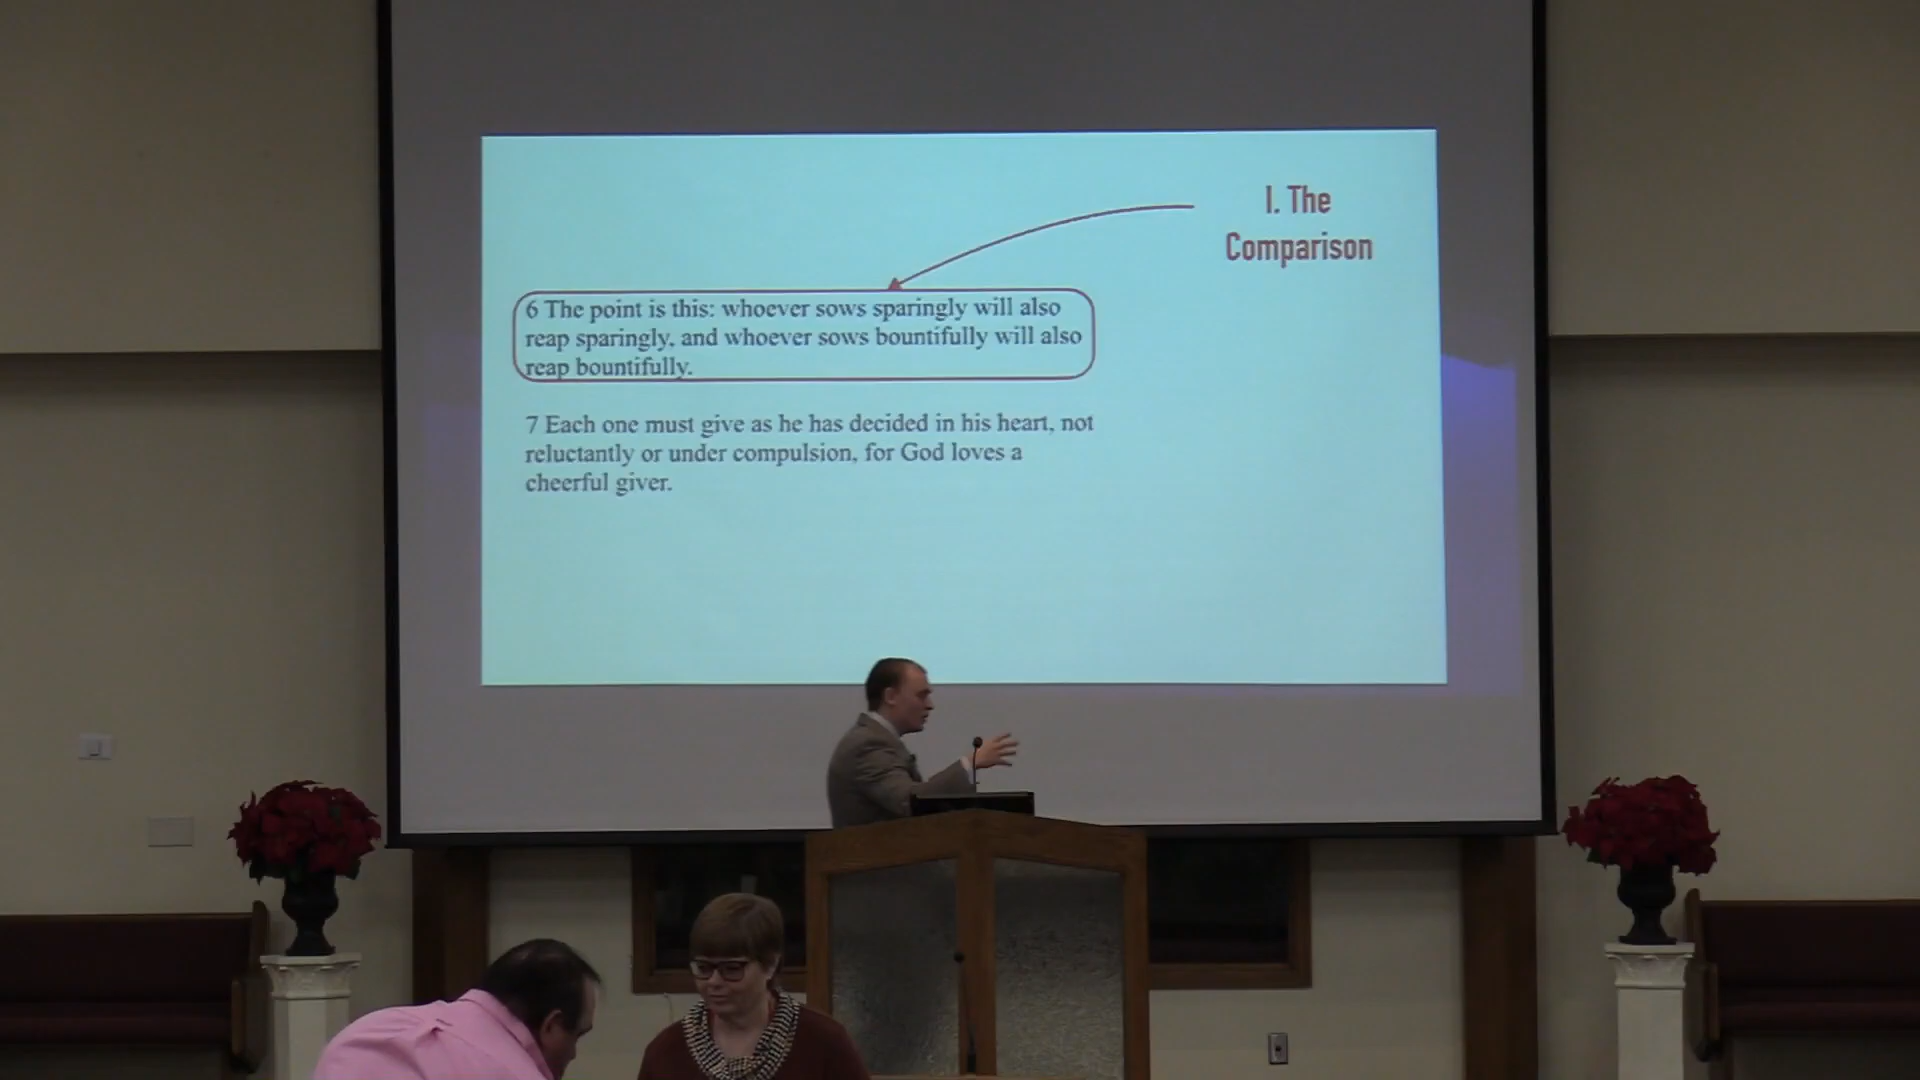 I. The
Comparison
6 The point is this: whoever sows sparingly will also
reap sparingly, and whoever sows bountifully will also
reap bountifully.
7 Each one must give as he has decided in his heart, not
reluctantly or under compulsion, for God loves a
cheerful giver.